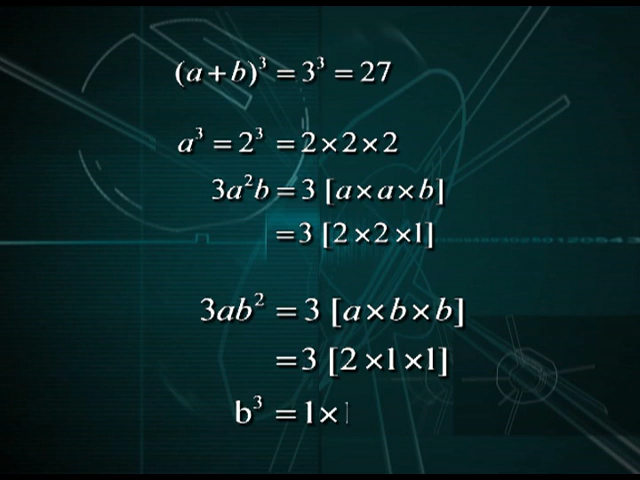 (a+b)³ = 3³ = 27
a³ = 2³ = 2×2×2
3a²b = 3 [a×a×b]
= 3 [2×2×1]
3ab² = 3 [a×b×b]
= 3 [2×1×1]
b³ = 1×